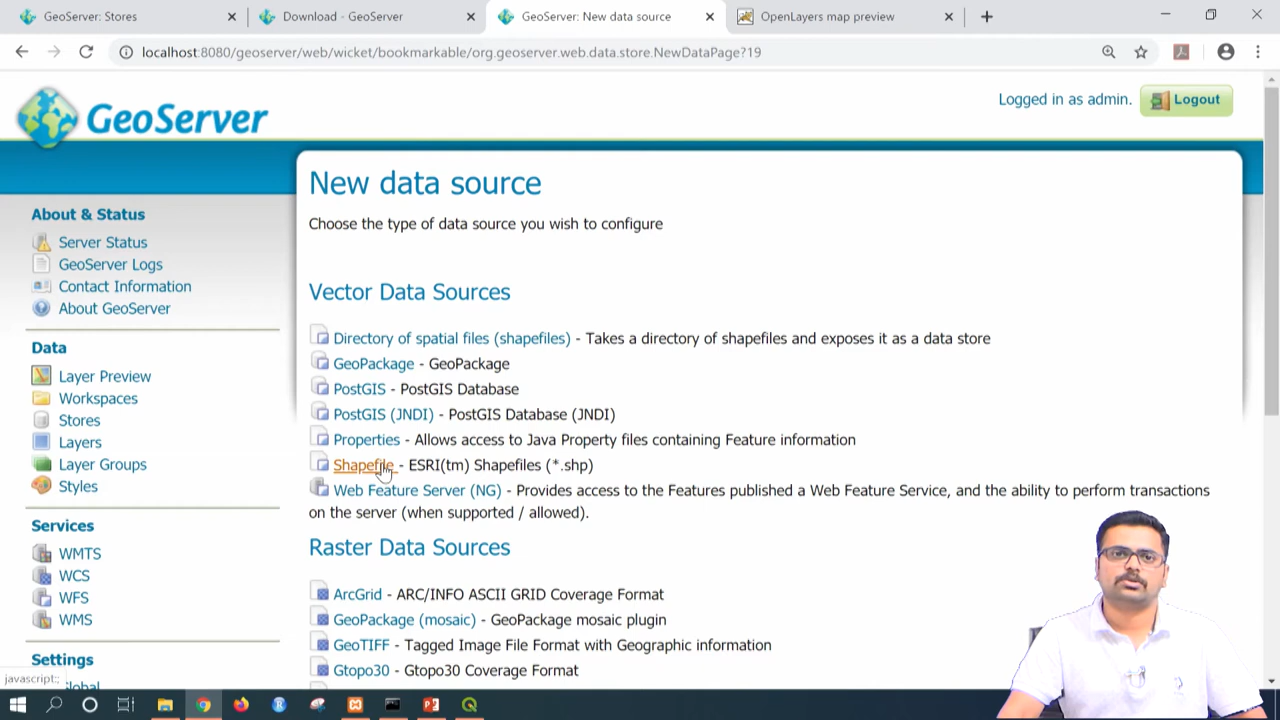 GeoServer: Stores
Download - GeoServer
GeoServer: New data source
OpenLayers map preview
localhost:8080/geoserver/web/wicket/bookmarkable/org.geoserver.web.data.store.NewDataPage?19
GeoServer
Logged in as admin.
Logout
About & Status
Server Status
GeoServer Logs
Contact Information
About GeoServer
Data
Layer Preview
Workspaces
Stores
Layers
Layer Groups
Styles
Services
WMTS
WCS
WFS
WMS
Settings
Global
New data source
Choose the type of data source you wish to configure
Vector Data Sources
Directory of spatial files (shapefiles) - Takes a directory of shapefiles and exposes it as a data store
GeoPackage - GeoPackage
PostGIS - PostGIS Database
PostGIS (JNDI) - PostGIS Database (JNDI)
Properties - Allows access to Java Property files containing Feature information
Shapefile - ESRI(tm) Shapefiles (*.shp)
Web Feature Server (NG) - Provides access to the Features published a Web Feature Service, and the ability to perform transactions
on the server (when supported / allowed).
Raster Data Sources
ArcGrid - ARC/INFO ASCII GRID Coverage Format
GeoPackage (mosaic) - GeoPackage mosaic plugin
GeoTIFF - Tagged Image File Format with Geographic information
Gtopo30 - Gtopo30 Coverage Format
javascript:;